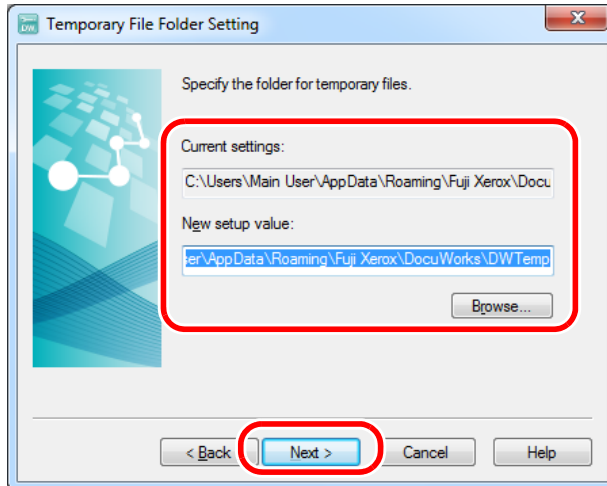 DW Temporary File Folder Setting
Specify the folder for temporary files.
Current settings:
C:\Users\Main User\AppData\Roaming\Fuji Xerox\Docu
New setup value:
ser\AppData\Roaming\Fuji Xerox\DocuWorks\DWTemp
Browse...
< Back Next > Cancel Help